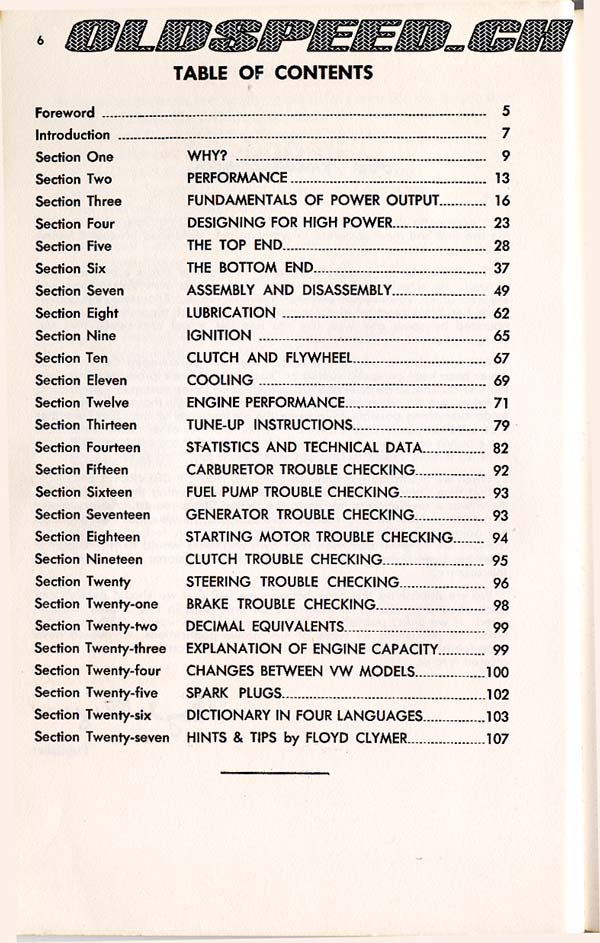 6
OLDSPEED.CH
TABLE OF CONTENTS
Foreword 5
Introduction 7
Section One WHY? 9
Section Two PERFORMANCE 13
Section Three FUNDAMENTALS OF POWER OUTPUT 16
Section Four DESIGNING FOR HIGH POWER 23
Section Five THE TOP END 28
Section Six THE BOTTOM END 37
Section Seven ASSEMBLY AND DISASSEMBLY 49
Section Eight LUBRICATION 62
Section Nine IGNITION 65
Section Ten CLUTCH AND FLYWHEEL 67
Section Eleven COOLING 69
Section Twelve ENGINE PERFORMANCE 71
Section Thirteen TUNE-UP INSTRUCTIONS 79
Section Fourteen STATISTICS AND TECHNICAL DATA 82
Section Fifteen CARBURETOR TROUBLE CHECKING 92
Section Sixteen FUEL PUMP TROUBLE CHECKING 93
Section Seventeen GENERATOR TROUBLE CHECKING 93
Section Eighteen STARTING MOTOR TROUBLE CHECKING 94
Section Nineteen CLUTCH TROUBLE CHECKING 95
Section Twenty STEERING TROUBLE CHECKING 96
Section Twenty-one BRAKE TROUBLE CHECKING 98
Section Twenty-two DECIMAL EQUIVALENTS 99
Section Twenty-three EXPLANATION OF ENGINE CAPACITY 99
Section Twenty-four CHANGES BETWEEN VW MODELS 100
Section Twenty-five SPARK PLUGS 102
Section Twenty-six DICTIONARY IN FOUR LANGUAGES 103
Section Twenty-seven HINTS & TIPS by FLOYD CLYMER 107